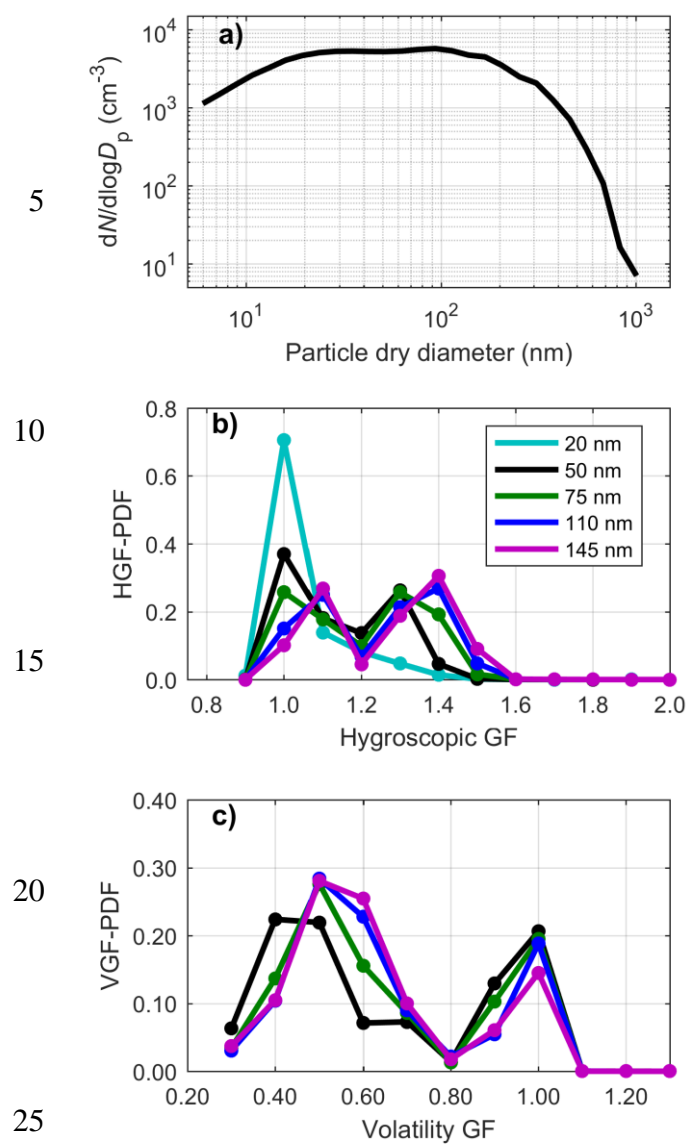 a)
10^4
10^3
10^2
10^1
dN/dlogD_p (cm^-3)
10^1 10^2 10^3
Particle dry diameter (nm)
5
b)
0.8
0.6
0.4
0.2
0.0
HGF-PDF
20 nm
50 nm
75 nm
110 nm
145 nm
0.8 1.0 1.2 1.4 1.6 1.8 2.0
Hygroscopic GF
10
15
c)
0.40
0.30
0.20
0.10
0.00
VGF-PDF
0.20 0.40 0.60 0.80 1.00 1.20
Volatility GF
20
25